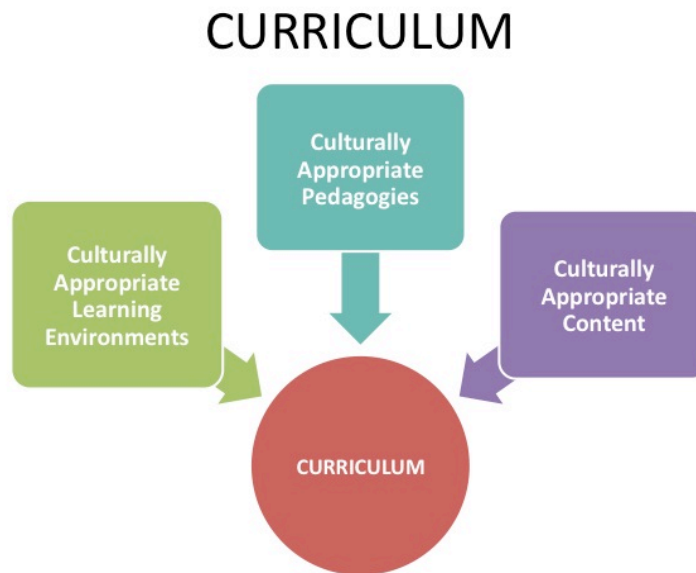 CURRICULUM
Culturally
Appropriate
Pedagogies
Culturally
Appropriate
Learning
Environments
Culturally
Appropriate
Content
CURRICULUM